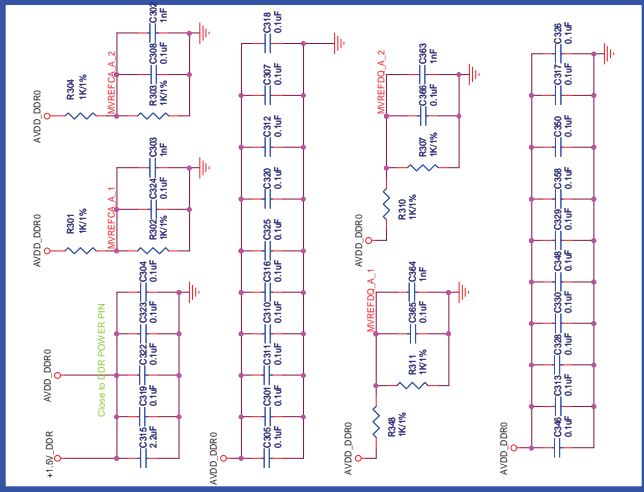 +1.5V_DDR
AVDD_DDR0
Close to DDR POWER PIN
C315
2.2uF
C319
0.1uF
C322
0.1uF
C323
0.1uF
C304
0.1uF
AVDD_DDR0
R301
1K/1%
MVREFCA_A_1
R302
1K/1%
C324
0.1uF
C303
1nF
AVDD_DDR0
R304
1K/1%
MVREFCA_A_2
R303
1K/1%
C308
0.1uF
C302
1nF
AVDD_DDR0
C305
0.1uF
C301
0.1uF
C311
0.1uF
0.1uF
C316
0.1uF
C325
0.1uF
C320
0.1uF
C312
0.1uF
C307
0.1uF
C318
0.1uF
AVDD_DDR0
R348
1K/1%
MVREFDQ_A_1
R311
1K/1%
C365
0.1uF
C364
1nF
AVDD_DDR0
R310
1K/1%
MVREFDQ_A_2
R307
1K/1%
C366
0.1uF
C363
1nF
AVDD_DDR0
C346
0.1uF
C313
0.1uF
C328
0.1uF
C330
0.1uF
C348
0.1uF
C329
0.1uF
C358
0.1uF
C350
0.1uF
C317
0.1uF
C326
0.1uF